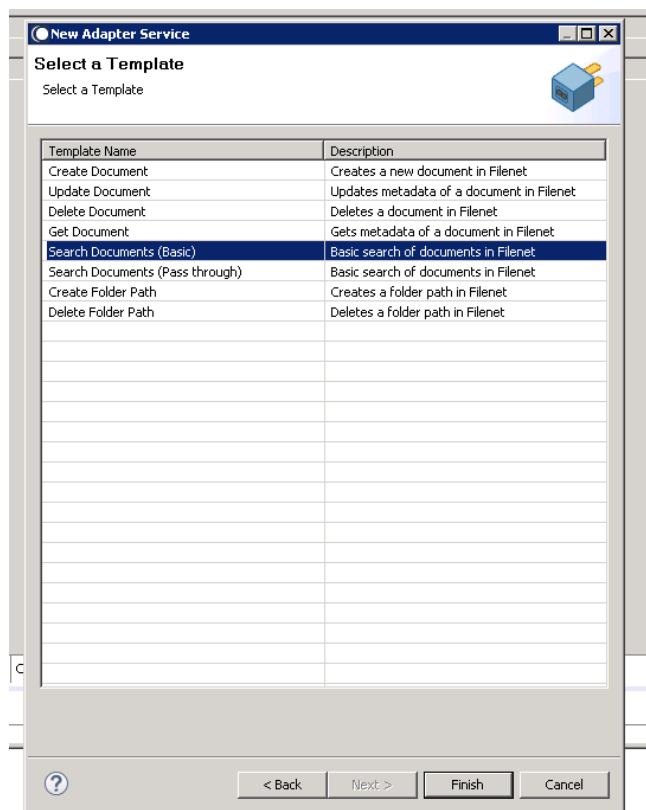 New Adapter Service
Select a Template
Select a Template
Template Name Description
Create Document Creates a new document in Filenet
Update Document Updates metadata of a document in Filenet
Delete Document Deletes a document in Filenet
Get Document Gets metadata of a document in Filenet
Search Documents (Basic) Basic search of documents in Filenet
Search Documents (Pass through) Basic search of documents in Filenet
Create Folder Path Creates a folder path in Filenet
Delete Folder Path Deletes a folder path in Filenet
? < Back Next > Finish Cancel